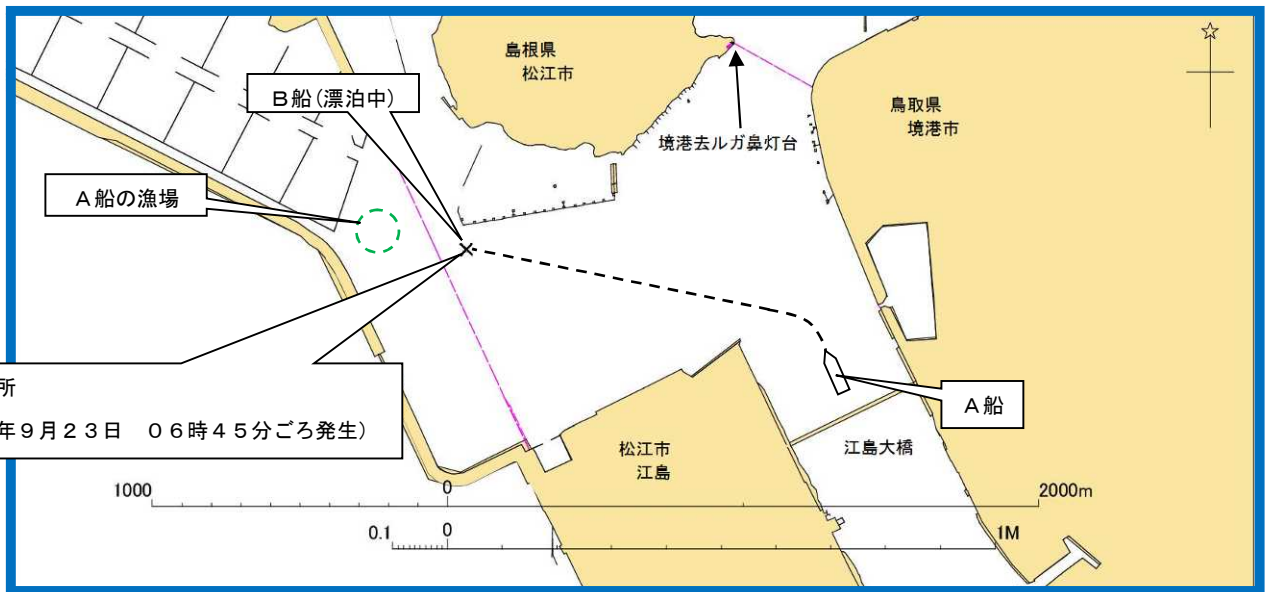 島根県
松江市
B船(漂泊中)
鳥取県
境港市
境港去ルガ鼻灯台
A船の漁場
所
年９月２３日　０６時４５分ごろ発生）
A船
松江市
江島
江島大橋
1000 0 2000m
0.1 0 1M